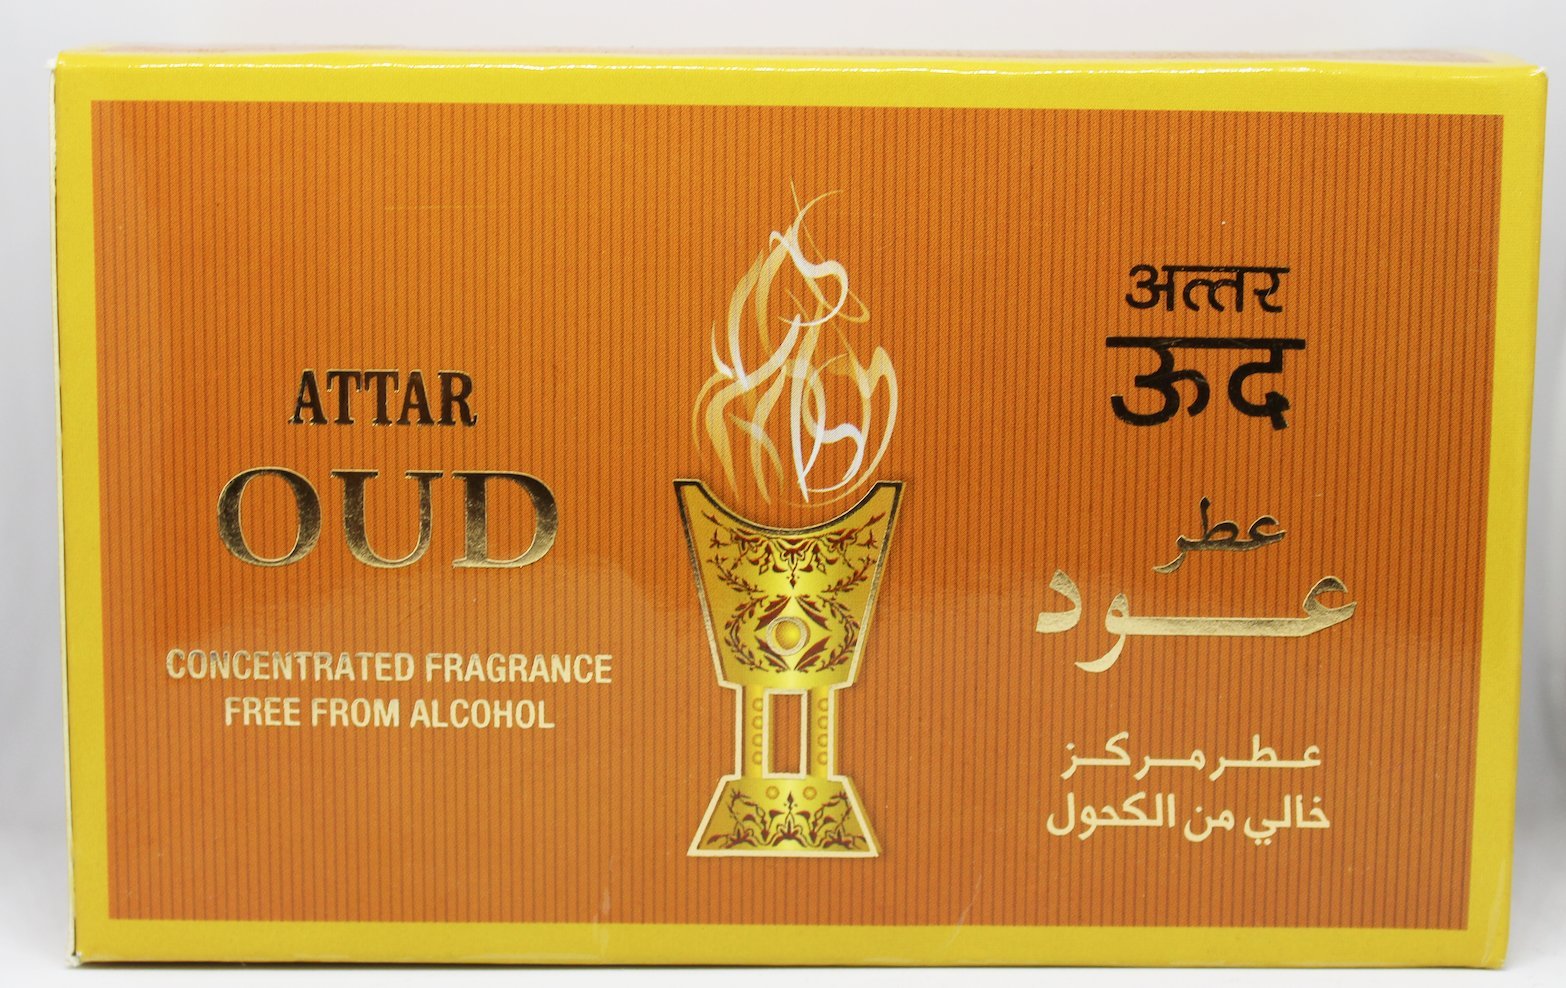 ATTAR
OUD
CONCENTRATED FRAGRANCE
FREE FROM ALCOHOL
अत्तर
ऊद
عطر
عود
عطر مركز
خالي من الكحول